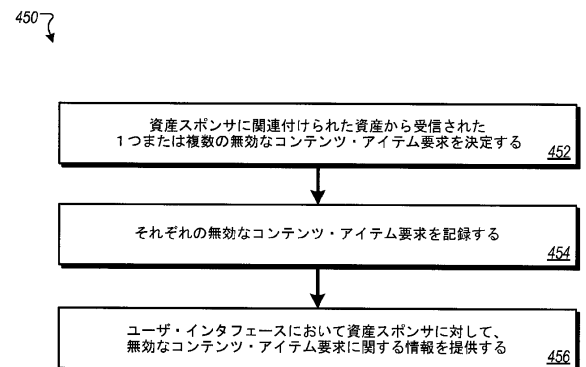 450
資産スポンサに関連付けられた資産から受信された
1つまたは複数の無効なコンテンツ・アイテム要求を決定する
452
それぞれの無効なコンテンツ・アイテム要求を記録する
454
ユーザ・インタフェースにおいて資産スポンサに対して、
無効なコンテンツ・アイテム要求に関する情報を提供する
456